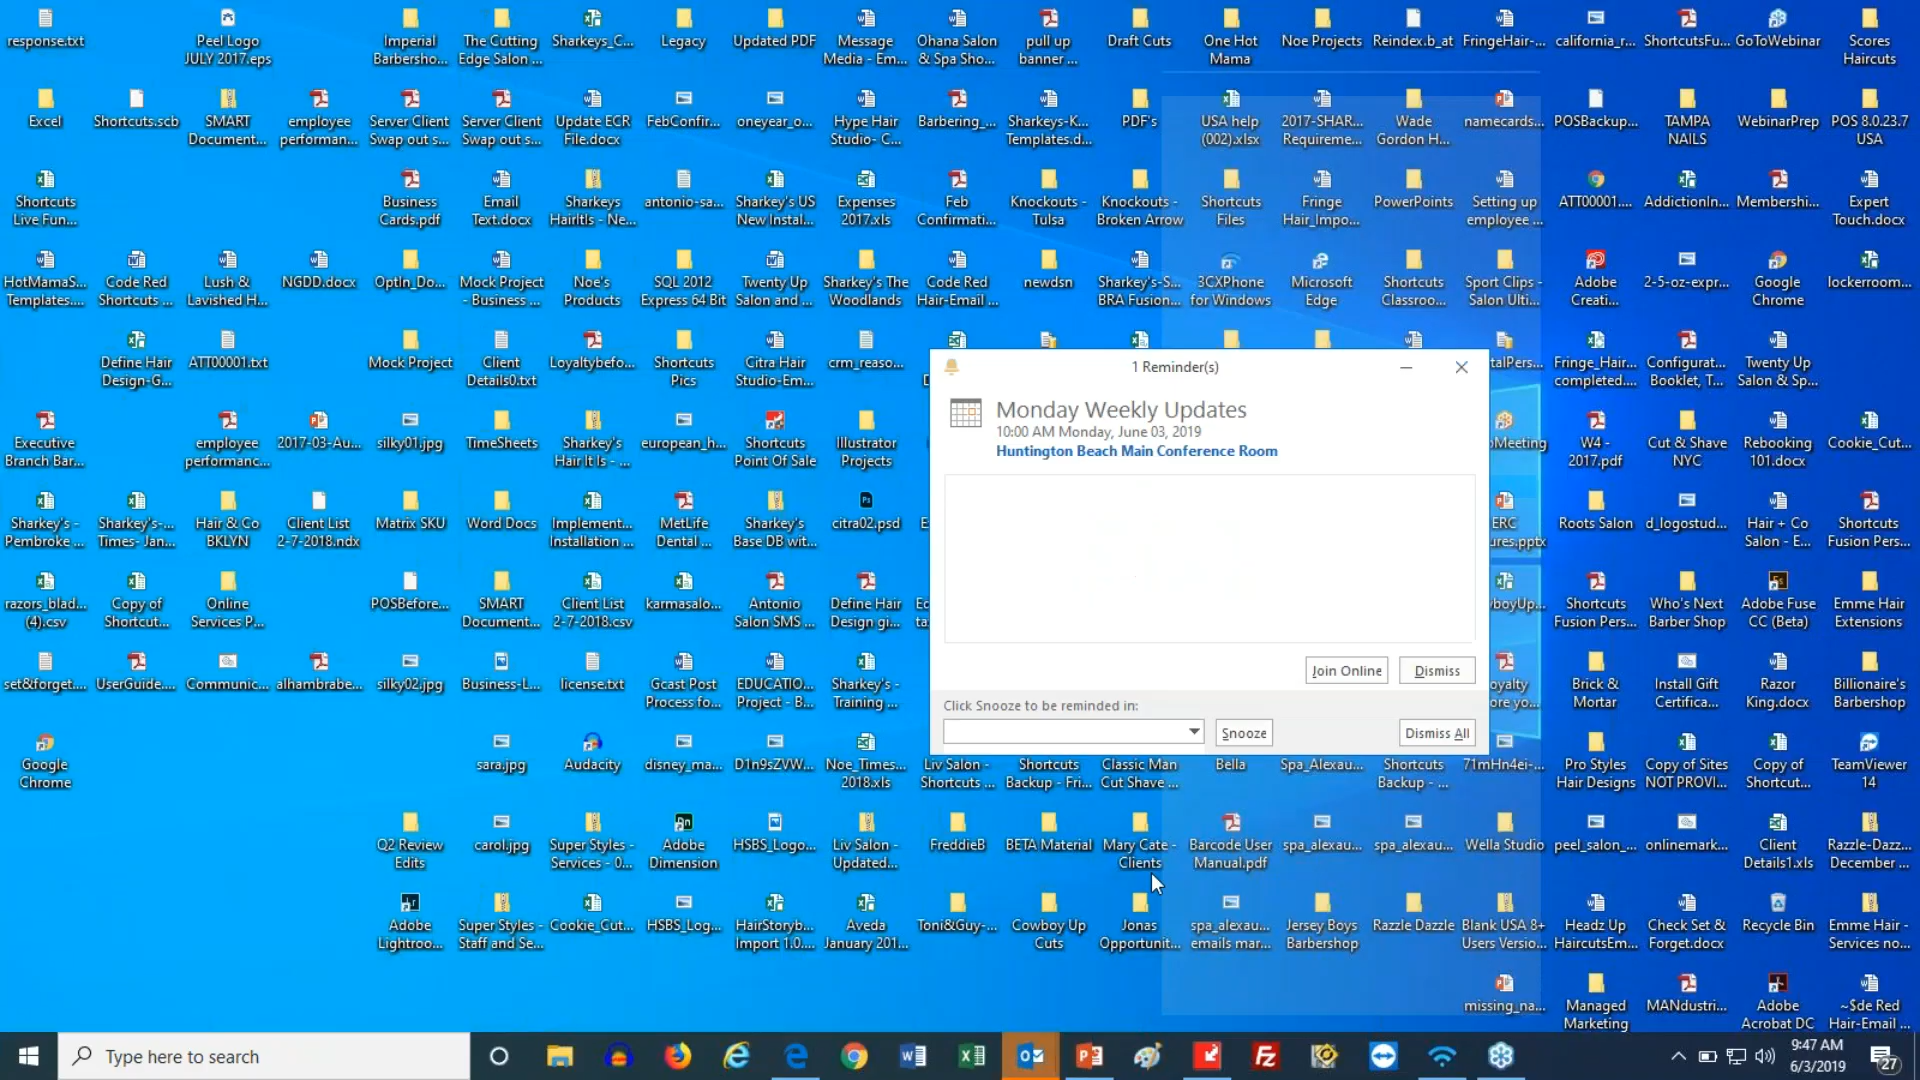 response.txt
Peel Logo
JULY 2017.eps
Imperial
Barbersho...
The Cutting
Edge Salon ...
Sharkeys_C...
Legacy
Updated PDF
Message
Media - Em...
Ohana Salon
& Spa Sho...
pull up
banner ...
Draft Cuts
One Hot
Mama
Noe Projects
Reindex.b_at
FringeHair-...
california_r...
ShortcutsFu...
GoToWebinar
Scores
Haircuts
Excel
Shortcuts.scb
SMART
Document...
employee
performan...
Server Client
Swap out s...
Server Client
Swap out s...
Update ECR
File.docx
FebConfir...
oneyear_o...
Hype Hair
Studio- C...
Barbering_...
Sharkeys-K...
Templates.d...
PDF's
USA help
(002).xlsx
2017-SHAR...
Requireme...
Wade
Gordon H...
namecards...
POSBackup...
TAMPA
NAILS
WebinarPrep
POS 8.0.23.7
USA
Shortcuts
Live Fun...
Business
Cards.pdf
Email
Text.docx
Sharkeys
HairItIs - Ne...
antonio-sa...
Sharkey's US
New Instal...
Expenses
2017.xls
Feb
Confirmati...
Knockouts -
Tulsa
Knockouts -
Broken Arrow
Shortcuts
Files
Fringe
Hair_Impo...
PowerPoints
Setting up
employee ...
ATT00001....
AddictionIn...
Membershi...
Expert
Touch.docx
HotMamaS...
Templates....
Code Red
Shortcuts ...
Lush &
Lavished H...
NGDD.docx
OptIn_Do...
Mock Project
- Business ...
Noe's
Products
SQL 2012
Express 64 Bit
Twenty Up
Salon and ...
Sharkey's The
Woodlands
Code Red
Hair-Email ...
newdsn
Sharkey's-S...
BRA Fusion...
3CXPhone
for Windows
Microsoft
Edge
Shortcuts
Classroo...
Sport Clips -
Salon Ulti...
Adobe
Creati...
2-5-oz-expr...
Google
Chrome
lockerroom...
Define Hair
Design-G...
ATT00001.txt
Mock Project
Client
Details0.txt
Loyaltybefo...
Shortcuts
Pics
Citra Hair
Studio-Em...
crm_reaso...
talPers...
Fringe_Hair...
completed....
Configurat...
Booklet, T...
Twenty Up
Salon & Sp...
1 Reminder(s)
Monday Weekly Updates
10:00 AM Monday, June 03, 2019
Huntington Beach Main Conference Room
Join Online
Dismiss
Click Snooze to be reminded in:
Snooze
Dismiss All
Executive
Branch Bar...
employee
performanc...
2017-03-Au...
silky01.jpg
TimeSheets
Sharkey's
Hair It Is - ...
european_h...
Shortcuts
Point Of Sale
Illustrator
Projects
Meeting
W4 -
2017.pdf
Cut & Shave
NYC
Rebooking
101.docx
Cookie_Cut...
Sharkey's -
Pembroke ...
Sharkey's-...
Times- Jan...
Hair & Co
BKLYN
Client List
2-7-2018.ndx
Matrix SKU
Word Docs
Implement...
Installation ...
MetLife
Dental ...
Sharkey's
Base DB wit...
citra02.psd
ERC
ures.pptx
Roots Salon
d_logostud...
Hair + Co
Salon - E...
Shortcuts
Fusion Pers...
razors_blad...
(4).csv
Copy of
Shortcut...
Online
Services P...
POSBefore...
SMART
Document...
Client List
2-7-2018.csv
karmasalo...
Antonio
Salon SMS ...
Define Hair
Design gi...
boyUp...
Shortcuts
Fusion Pers...
Who's Next
Barber Shop
Adobe Fuse
CC (Beta)
Emme Hair
Extensions
set&forget....
UserGuide....
Communic...
alhambrabe...
silky02.jpg
Business-L...
license.txt
Gcast Post
Process fo...
EDUCATIO...
Project - B...
Sharkey's -
Training ...
oyalty
ore yo...
Brick &
Mortar
Install Gift
Certifica...
Razor
King.docx
Billionaire's
Barbershop
Google
Chrome
sara.jpg
Audacity
disney_ma...
D1n9sZVW...
Noe_Times...
2018.xls
Liv Salon -
Shortcuts ...
Shortcuts
Backup - Fri...
Classic Man
Cut Shave ...
Bella
Spa_Alexau...
Shortcuts
Backup - ...
71mHn4ei-...
Pro Styles
Hair Designs
Copy of Sites
NOT PROVI...
Copy of
Shortcut...
TeamViewer
14
Q2 Review
Edits
carol.jpg
Super Styles -
Services - 0...
Adobe
Dimension
HSBS_Logo...
Liv Salon -
Updated...
FreddieB
BETA Material
Mary Cate -
Clients
Barcode User
Manual.pdf
spa_alexau...
spa_alexau...
Wella Studio
peel_salon_...
onlinemark...
Client
Details1.xls
Razzle-Dazz...
December ...
Adobe
Lightroo...
Super Styles -
Staff and Se...
Cookie_Cut...
HSBS_Log...
HairStoryb...
Import 1.0....
Aveda
January 201...
Toni&Guy-...
Cowboy Up
Cuts
Jonas
Opportunit...
spa_alexau...
emails mar...
Jersey Boys
Barbershop
Razzle Dazzle
Blank USA 8+
Users Versio...
Headz Up
HaircutsEm...
Check Set &
Forget.docx
Recycle Bin
Emme Hair -
Services no...
missing_na...
Managed
Marketing
MANdustri...
Adobe
Acrobat DC
~$de Red
Hair-Email ...
Type here to search
9:47 AM
6/3/2019
27